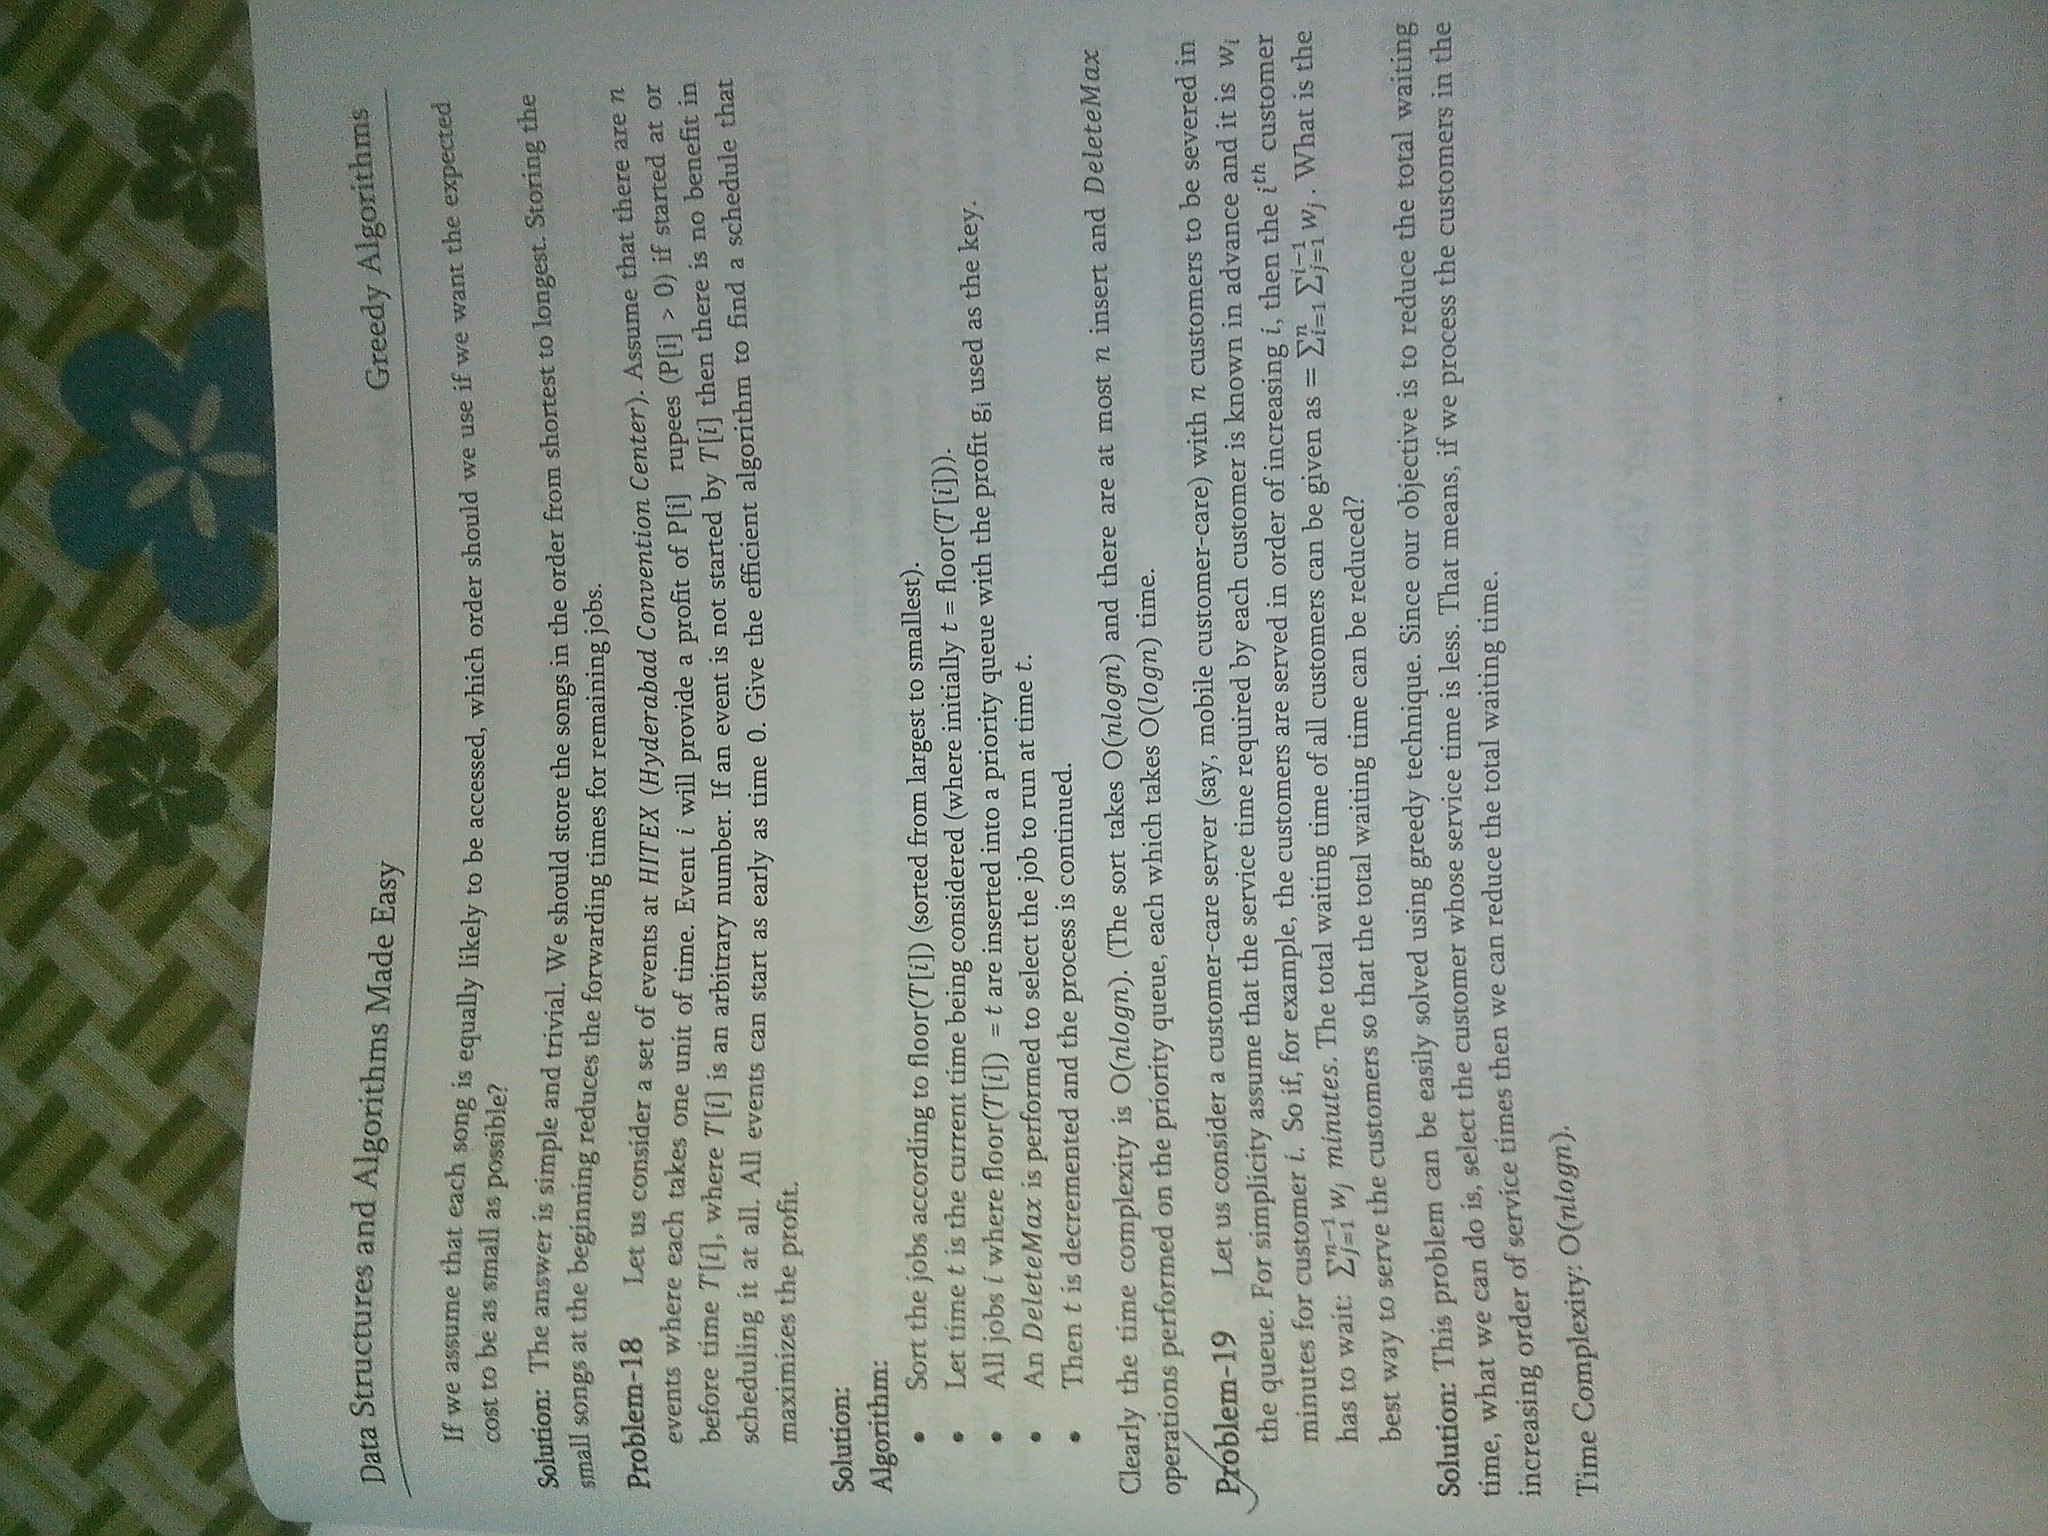 Data Structures and Algorithms Made Easy Greedy Algorithms
If we assume that each song is equally likely to be accessed, which order should we use if we want the expected
cost to be as small as possible?
Solution: The answer is simple and trivial. We should store the songs in the order from shortest to longest. Storing the
small songs at the beginning reduces the forwarding times for remaining jobs.
Problem-18 Let us consider a set of events at HITEX (Hyderabad Convention Center). Assume that there are n
events where each takes one unit of time. Event i will provide a profit of P[i] rupees (P[i] > 0) if started at or
before time T[i], where T[i] is an arbitrary number. If an event is not started by T[i] then there is no benefit in
scheduling it at all. All events can start as early as time 0. Give the efficient algorithm to find a schedule that
maximizes the profit.
Solution:
Algorithm:
• Sort the jobs according to floor(T[i]) (sorted from largest to smallest).
• Let time t is the current time being considered (where initially t = floor(T[i])).
• All jobs i where floor(T[i]) = t are inserted into a priority queue with the profit gᵢ used as the key.
• An DeleteMax is performed to select the job to run at time t.
• Then t is decremented and the process is continued.
Clearly the time complexity is O(nlogn). (The sort takes O(nlogn) and there are at most n insert and DeleteMax
operations performed on the priority queue, each which takes O(logn) time.
Problem-19 Let us consider a customer-care server (say, mobile customer-care) with n customers to be severed in
the queue. For simplicity assume that the service time required by each customer is known in advance and it is wᵢ
minutes for customer i. So if, for example, the customers are served in order of increasing i, then the iᵗʰ customer
has to wait: ∑ⁿ⁻¹ⱼ₌₁ wⱼ minutes. The total waiting time of all customers can be given as = ∑ⁿᵢ₌₁ ∑ⁱ⁻¹ⱼ₌₁ wⱼ. What is the
best way to serve the customers so that the total waiting time can be reduced?
Solution: This problem can be easily solved using greedy technique. Since our objective is to reduce the total waiting
time, what we can do is, select the customer whose service time is less. That means, if we process the customers in the
increasing order of service times then we can reduce the total waiting time.
Time Complexity: O(nlogn).